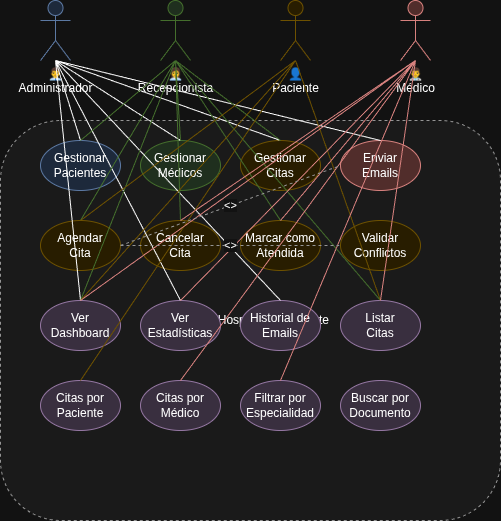 Administrador
Recepcionista
Paciente
Médico
Gestionar
Pacientes
Gestionar
Médicos
Gestionar
Citas
Enviar
Emails
<>
Agendar
Cita
Cancelar
Cita
<>
Marcar como
Atendida
Validar
Conflictos
Ver
Dashboard
Ver
Estadísticas
Historial de
Emails
Listar
Citas
Citas por
Paciente
Citas por
Médico
Filtrar por
Especialidad
Buscar por
Documento